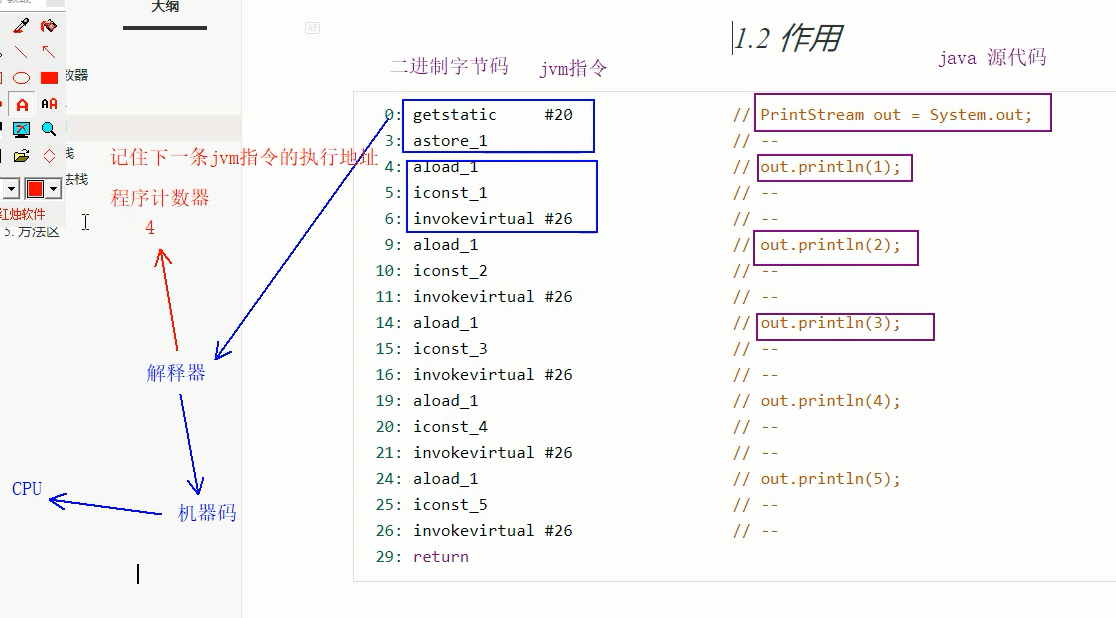 大纲
1.2 作用
二进制字节码 jvm指令
java 源代码
数器
0: getstatic #20 // PrintStream out = System.out;
3: astore_1 // --
记住下一条jvm指令的执行地址
4: aload_1 // out.println(1);
法栈
程序计数器
5: iconst_1 // --
红烛软件
4
6: invokevirtual #26 // --
5. 方法区
9: aload_1 // out.println(2);
10: iconst_2 // --
11: invokevirtual #26 // --
14: aload_1 // out.println(3);
15: iconst_3 // --
解释器
16: invokevirtual #26 // --
19: aload_1 // out.println(4);
20: iconst_4 // --
21: invokevirtual #26 // --
24: aload_1 // out.println(5);
CPU
25: iconst_5 // --
机器码
26: invokevirtual #26 // --
29: return